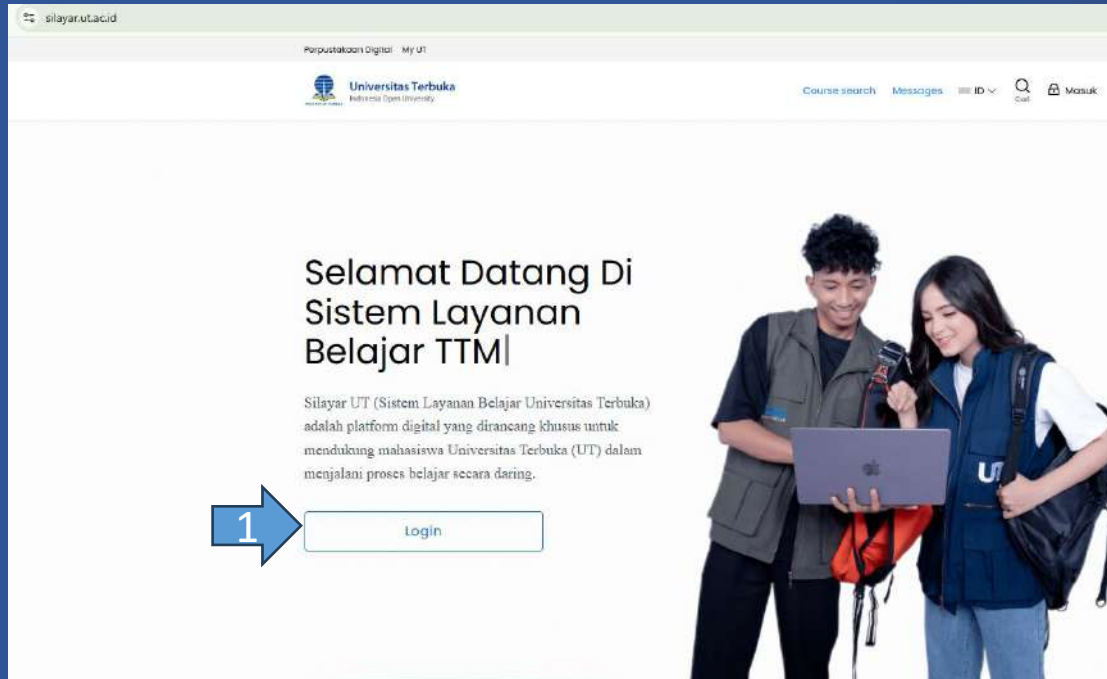 silayar.ut.ac.id
Perpustakaan Digital My UT
Universitas Terbuka
Indonesia Open University
Course search Messages ID Masuk
Cari
Selamat Datang Di
Sistem Layanan
Belajar TTM
Silayar UT (Sistem Layanan Belajar Universitas Terbuka)
adalah platform digital yang dirancang khusus untuk
mendukung mahasiswa Universitas Terbuka (UT) dalam
menjalani proses belajar secara daring.
1
Login
U